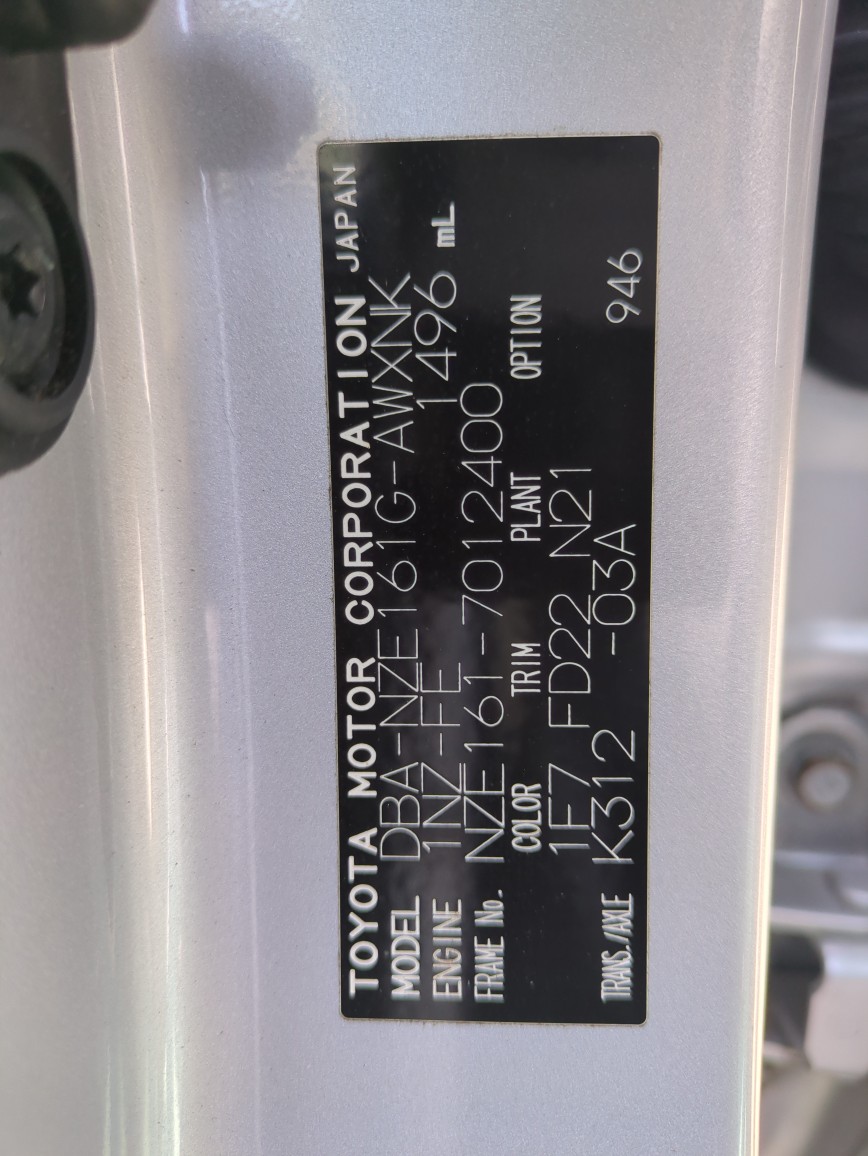 TOYOTA MOTOR CORPORATION JAPAN
MODEL DBA-NZE161G-AWXNK
ENGINE 1NZ-FE 1496 mL
FRAME No. NZE161-7012400
COLOR TRIM PLANT OPTION
1F7 FD22 N21
TRANS./AXLE K312 -03A 946